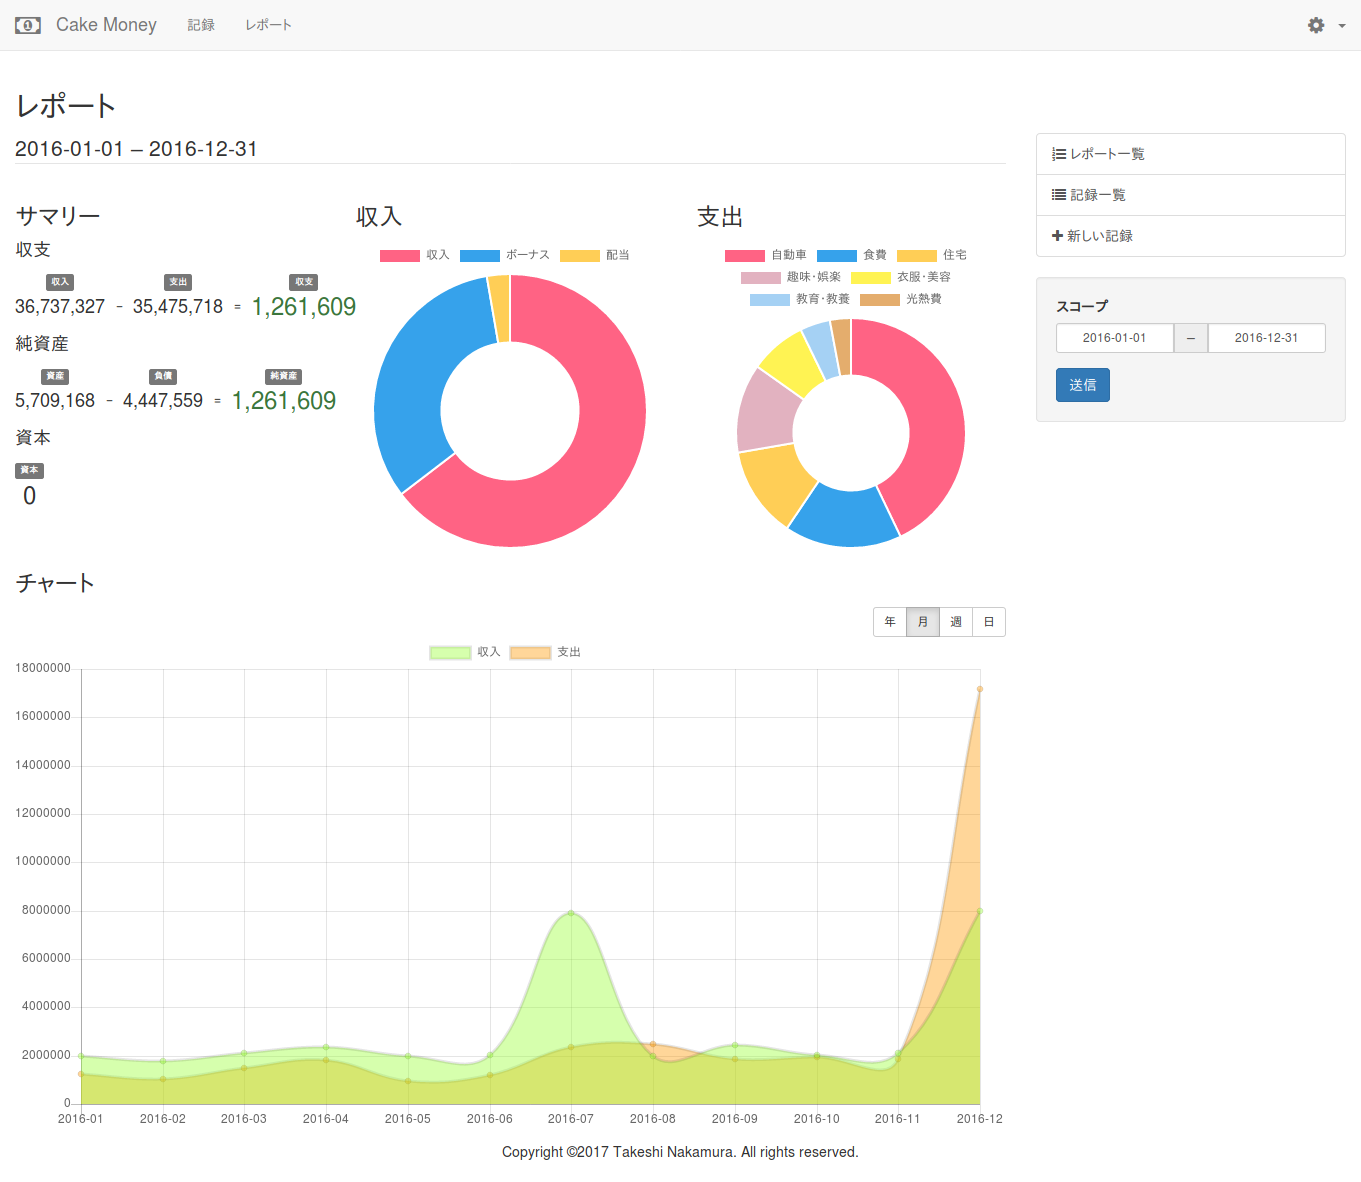 Cake Money 記録 レポート
レポート
2016-01-01 – 2016-12-31
サマリー
収支
収入 支出 収支
36,737,327 - 35,475,718 = 1,261,609
純資産
資産 負債 純資産
5,709,168 - 4,447,559 = 1,261,609
資本
資本
0
収入
収入 ボーナス 配当
支出
自動車 食費 住宅
趣味・娯楽 衣服・美容
教育・教養 光熱費
レポート一覧
記録一覧
新しい記録
スコープ
2016-01-01 – 2016-12-31
送信
チャート
年 月 週 日
収入 支出
18000000
16000000
14000000
12000000
10000000
8000000
6000000
4000000
2000000
0
2016-01 2016-02 2016-03 2016-04 2016-05 2016-06 2016-07 2016-08 2016-09 2016-10 2016-11 2016-12
Copyright ©2017 Takeshi Nakamura. All rights reserved.